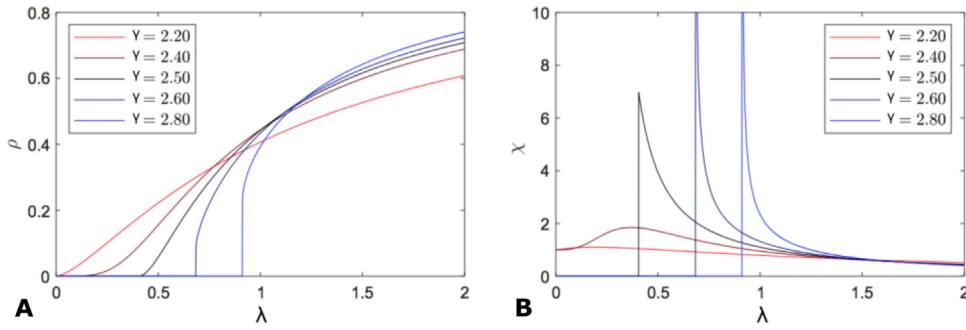 0.8
0.6
0.4
0.2
0
ρ
γ = 2.20
γ = 2.40
γ = 2.50
γ = 2.60
γ = 2.80
0 0.5 1 1.5 2
λ
A
10
8
6
4
2
0
χ
γ = 2.20
γ = 2.40
γ = 2.50
γ = 2.60
γ = 2.80
0 0.5 1 1.5 2
λ
B